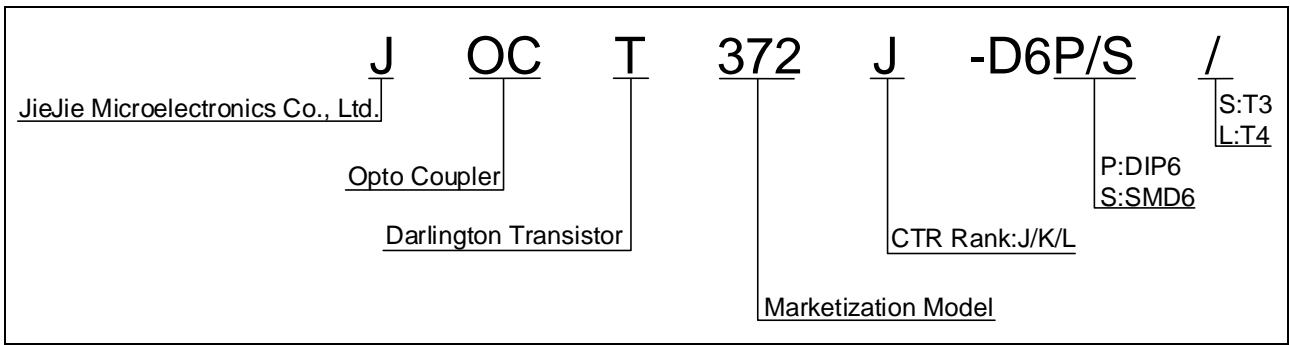 J OC T 372 J -D6P/S /
JieJie Microelectronics Co., Ltd.
S:T3
L:T4
Opto Coupler
P:DIP6
S:SMD6
Darlington Transistor
CTR Rank:J/K/L
Marketization Model